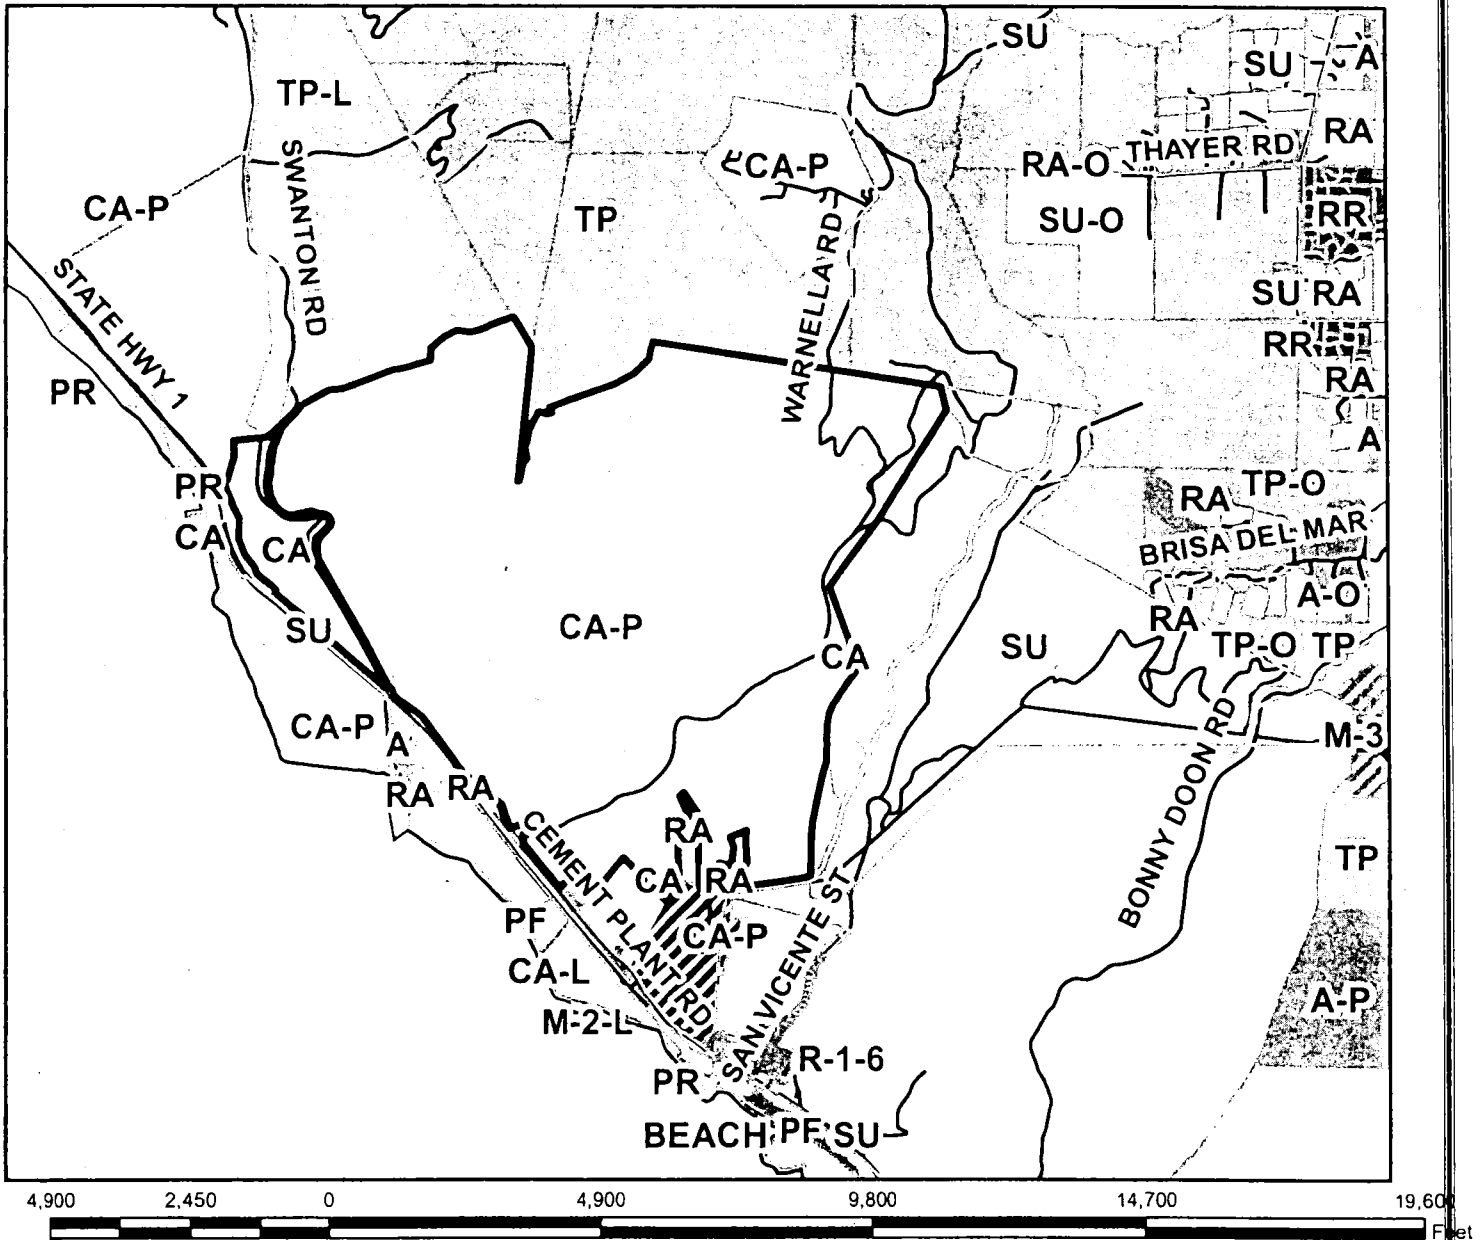 SU
SU
A
TP-L
RA
THAYER RD
RA-O
CA-P
SWANTON RD
CA-P
TP
SU-O
RR
WARNELLA RD
STATE HWY 1
SU RA
RR
PR
RA
A
PR
TP-O
RA
BRISA DEL MAR
CA
CA
A-O
RA
SU
CA-P
CA
SU
TP-O
TP
CA-P
A
M-3
BONNY DOON RD
RA
RA
CEMENT PLANT RD
RA
TP
CA
RA
PF
CA-P
SAN VICENTE ST
CA-L
A-P
M-2-L
R-1-6
PR
BEACH
PF
SU
4,900 2,450 0 4,900 9,800 14,700 19,600
Feet